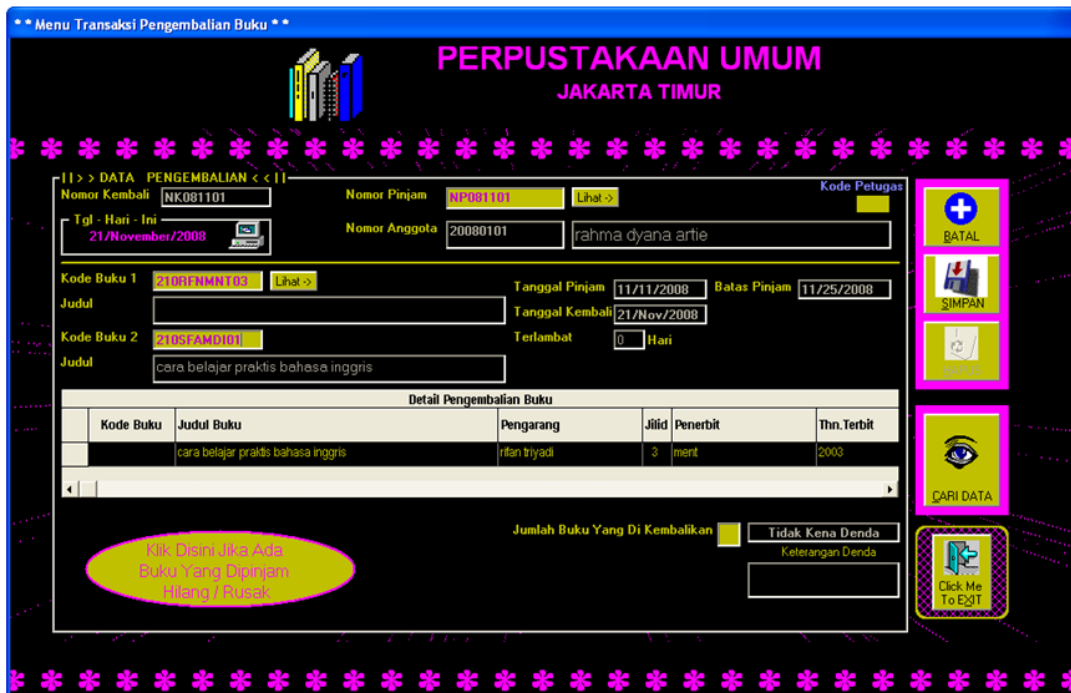 * * Menu Transaksi Pengembalian Buku * *
PERPUSTAKAAN UMUM
JAKARTA TIMUR
||>> DATA PENGEMBALIAN <<||
Nomor Kembali NK081101
Nomor Pinjam NP081101 Lihat ->
Kode Petugas
Tgl - Hari - Ini
21/November/2008
Nomor Anggota 20080101 rahma dyana artie
Kode Buku 1 210RFNMNT03 Lihat ->
Judul
Kode Buku 2 210SFAMDI01
Judul cara belajar praktis bahasa inggris
Tanggal Pinjam 11/11/2008 Batas Pinjam 11/25/2008
Tanggal Kembali 21/Nov/2008
Terlambat 0 Hari
Detail Pengembalian Buku
Kode Buku Judul Buku Pengarang Jilid Penerbit Thn.Terbit
cara belajar praktis bahasa inggris rifan triyadi 3 ment 2003
Jumlah Buku Yang Di Kembalikan Tidak Kena Denda
Keterangan Denda
Klik Disini Jika Ada
Buku Yang Dipinjam
Hilang / Rusak
BATAL
SIMPAN
HAPUS
CARI DATA
Click Me
To EXIT